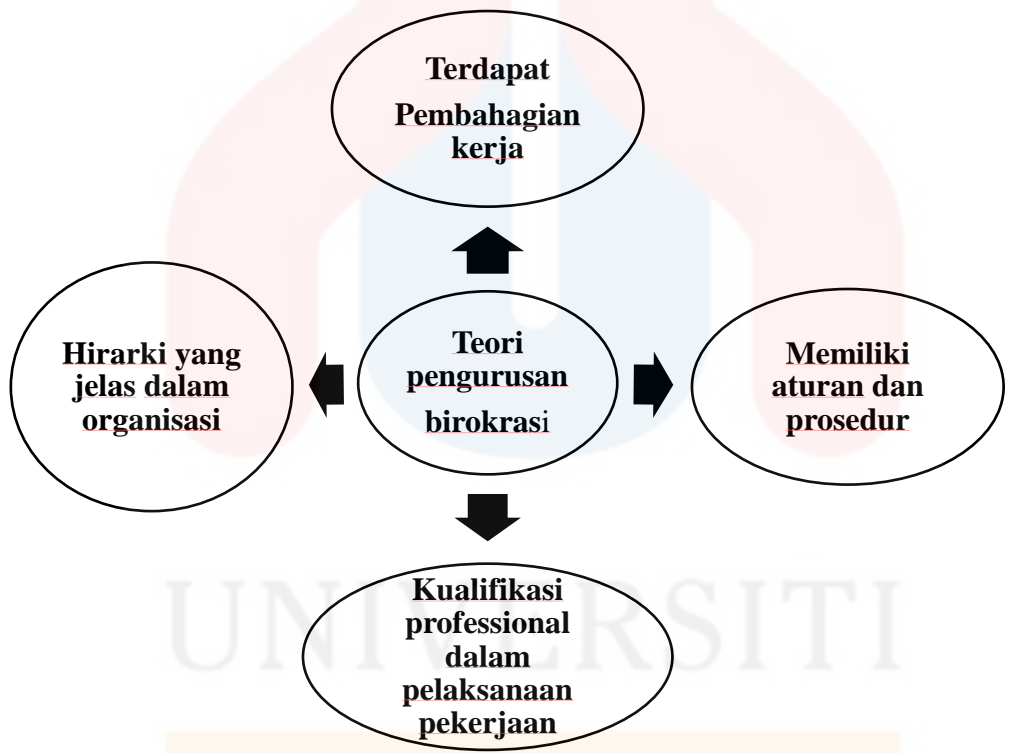 Terdapat
Pembahagian
kerja
Hirarki yang
jelas dalam
organisasi
Teori
pengurusan
birokrasi
Memiliki
aturan dan
prosedur
Kualifikasi
professional
dalam
pelaksanaan
pekerjaan
UNIVERSITI